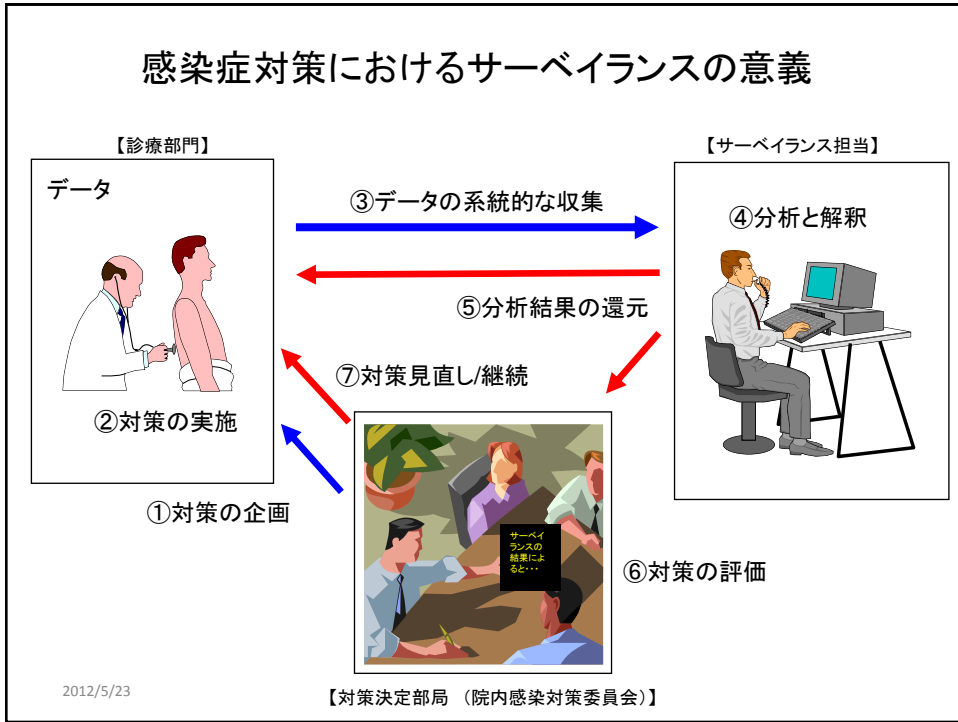 感染症対策におけるサーベイランスの意義
【診療部門】
【サーベイランス担当】
データ
③データの系統的な収集
④分析と解釈
⑤分析結果の還元
⑦対策見直し/継続
②対策の実施
①対策の企画
サーベイ
ランスの
結果によ
ると・・・
⑥対策の評価
2012/5/23
【対策決定部局 （院内感染対策委員会）】